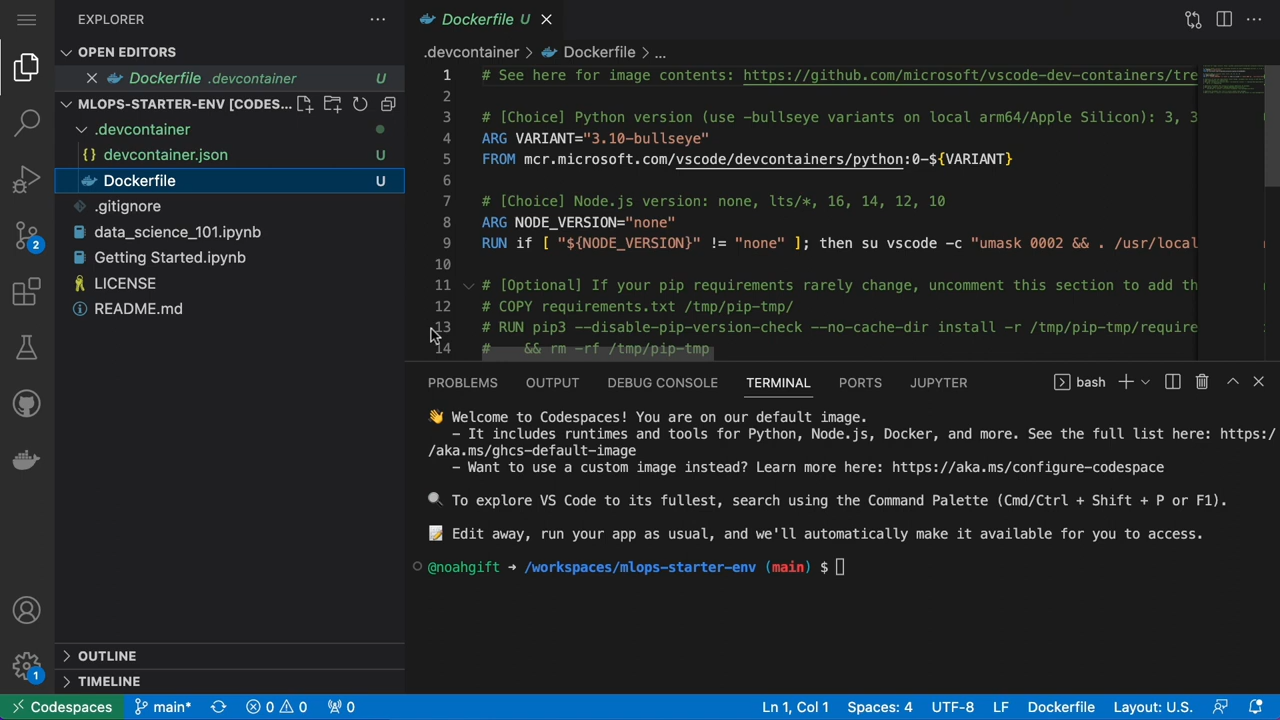 EXPLORER
OPEN EDITORS
Dockerfile .devcontainer U
MLOPS-STARTER-ENV [CODES...
.devcontainer
{} devcontainer.json U
Dockerfile U
.gitignore
data_science_101.ipynb
Getting Started.ipynb
LICENSE
README.md
2
1
OUTLINE
TIMELINE
Dockerfile U
.devcontainer > Dockerfile > ...
1 # See here for image contents: https://github.com/microsoft/vscode-dev-containers/tre
2
3 # [Choice] Python version (use -bullseye variants on local arm64/Apple Silicon): 3, 3
4 ARG VARIANT="3.10-bullseye"
5 FROM mcr.microsoft.com/vscode/devcontainers/python:0-${VARIANT}
6
7 # [Choice] Node.js version: none, lts/*, 16, 14, 12, 10
8 ARG NODE_VERSION="none"
9 RUN if [ "${NODE_VERSION}" != "none" ]; then su vscode -c "umask 0002 && . /usr/local
10
11 # [Optional] If your pip requirements rarely change, uncomment this section to add th
12 # COPY requirements.txt /tmp/pip-tmp/
13 # RUN pip3 --disable-pip-version-check --no-cache-dir install -r /tmp/pip-tmp/require
14 # && rm -rf /tmp/pip-tmp
PROBLEMS OUTPUT DEBUG CONSOLE TERMINAL PORTS JUPYTER bash
👋 Welcome to Codespaces! You are on our default image.
- It includes runtimes and tools for Python, Node.js, Docker, and more. See the full list here: https:/
/aka.ms/ghcs-default-image
- Want to use a custom image instead? Learn more here: https://aka.ms/configure-codespace
🔍 To explore VS Code to its fullest, search using the Command Palette (Cmd/Ctrl + Shift + P or F1).
📝 Edit away, run your app as usual, and we'll automatically make it available for you to access.
@noahgift → /workspaces/mlops-starter-env (main) $
Codespaces main* 0 0 0 Ln 1, Col 1 Spaces: 4 UTF-8 LF Dockerfile Layout: U.S.